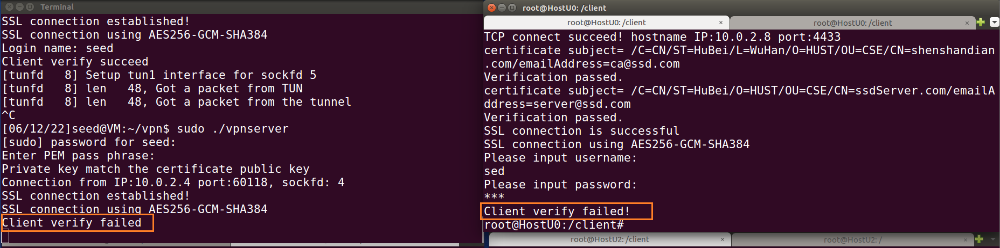 Terminal
SSL connection established!
SSL connection using AES256-GCM-SHA384
Login name: seed
Client verify succeed
[tunfd   8] Setup tun1 interface for sockfd 5
[tunfd   8] len   48, Got a packet from TUN
[tunfd   8] len   48, Got a packet from the tunnel
^C
[06/12/22]seed@VM:~/vpn$ sudo ./vpnserver
[sudo] password for seed:
Enter PEM pass phrase:
Private key match the certificate public key
Connection from IP:10.0.2.4 port:60118, sockfd: 4
SSL connection established!
SSL connection using AES256-GCM-SHA384
Client verify failed
root@HostU0: /client
root@HostU0: /client × root@HostU0: /client ×
TCP connect succeed! hostname IP:10.0.2.8 port:4433
certificate subject= /C=CN/ST=HuBei/L=WuHan/O=HUST/OU=CSE/CN=shenshandian
.com/emailAddress=ca@ssd.com
Verification passed.
certificate subject= /C=CN/ST=HuBei/O=HUST/OU=CSE/CN=ssdServer.com/emailA
ddress=server@ssd.com
Verification passed.
SSL connection is successful
SSL connection using AES256-GCM-SHA384
Please input username:
sed
Please input password:
***
Client verify failed!
root@HostU0:/client#
root@HostU2: /client × root@HostU2: / ×